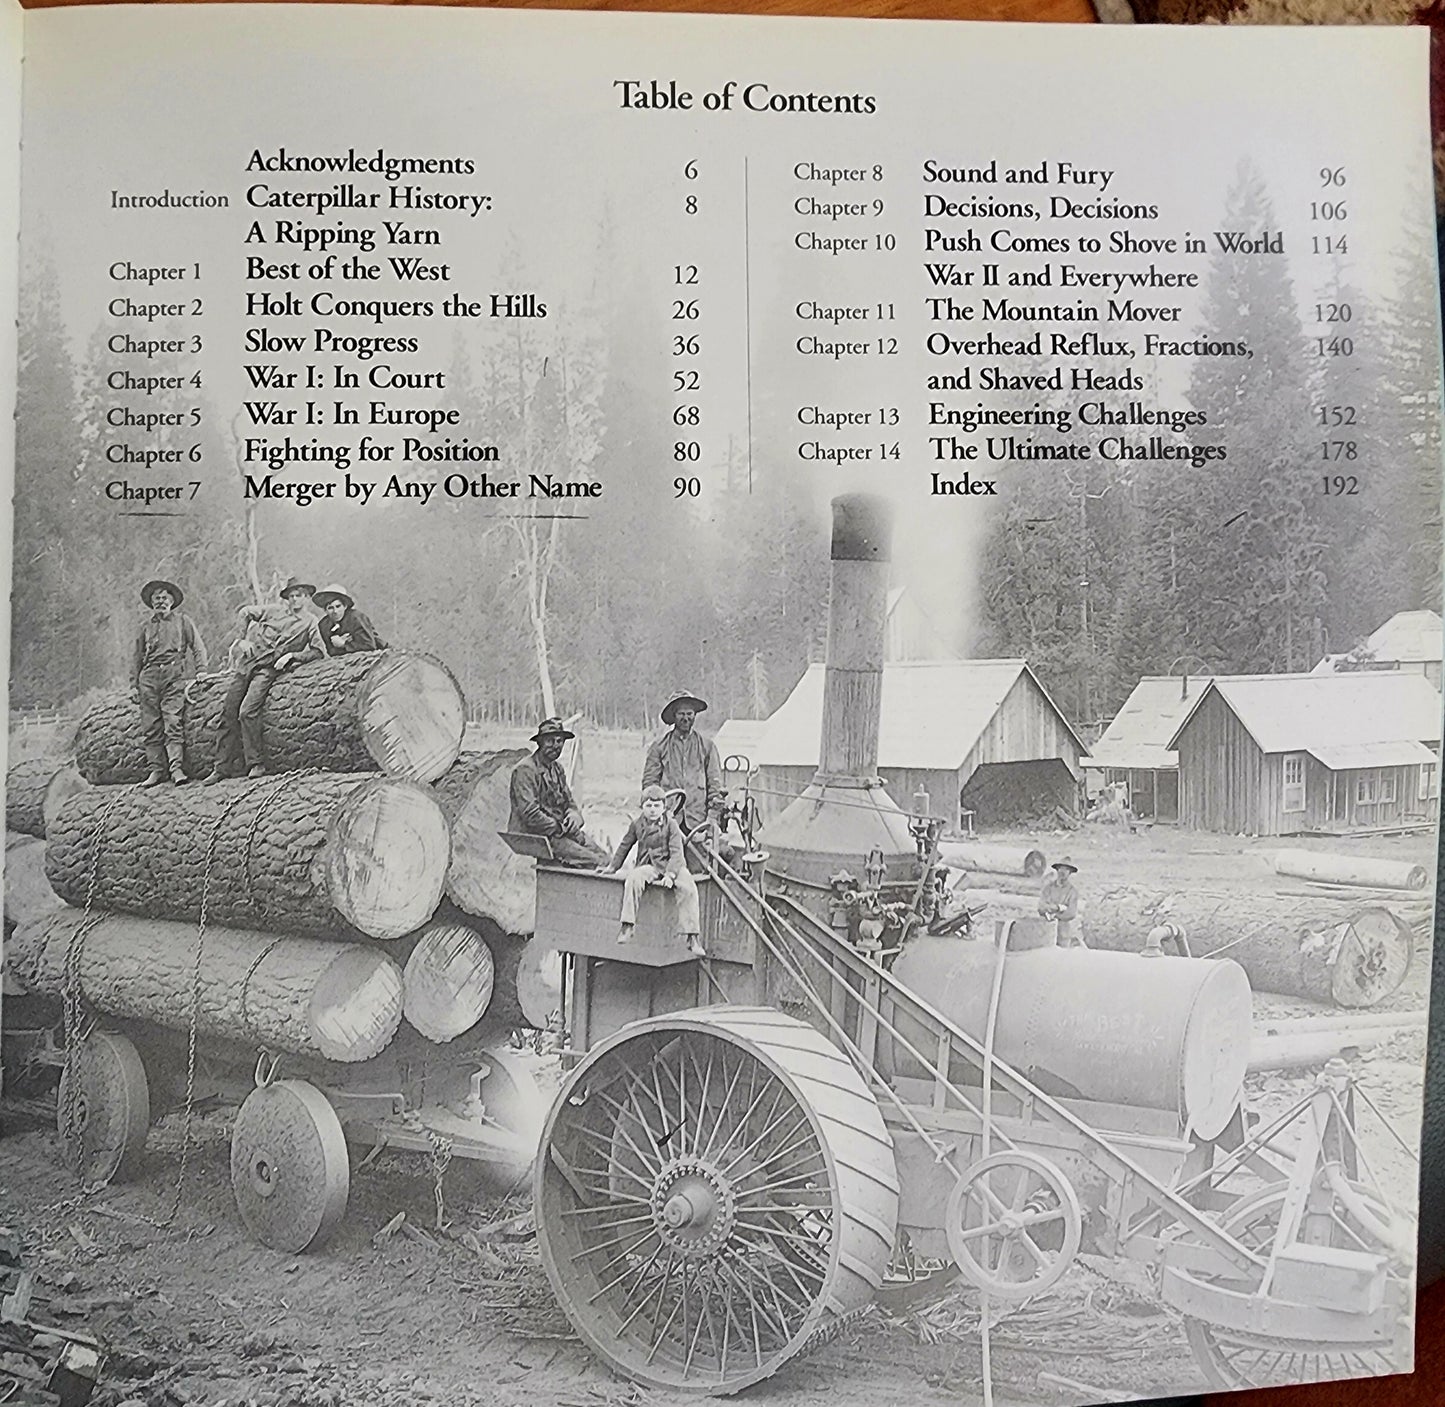 Table of Contents
Acknowledgments 6
Introduction Caterpillar History: 8
A Ripping Yarn
Chapter 1 Best of the West 12
Chapter 2 Holt Conquers the Hills 26
Chapter 3 Slow Progress 36
Chapter 4 War I: In Court 52
Chapter 5 War I: In Europe 68
Chapter 6 Fighting for Position 80
Chapter 7 Merger by Any Other Name 90
Chapter 8 Sound and Fury 96
Chapter 9 Decisions, Decisions 106
Chapter 10 Push Comes to Shove in World 114
War II and Everywhere
Chapter 11 The Mountain Mover 120
Chapter 12 Overhead Reflux, Fractions, 140
and Shaved Heads
Chapter 13 Engineering Challenges 152
Chapter 14 The Ultimate Challenges 178
Index 192